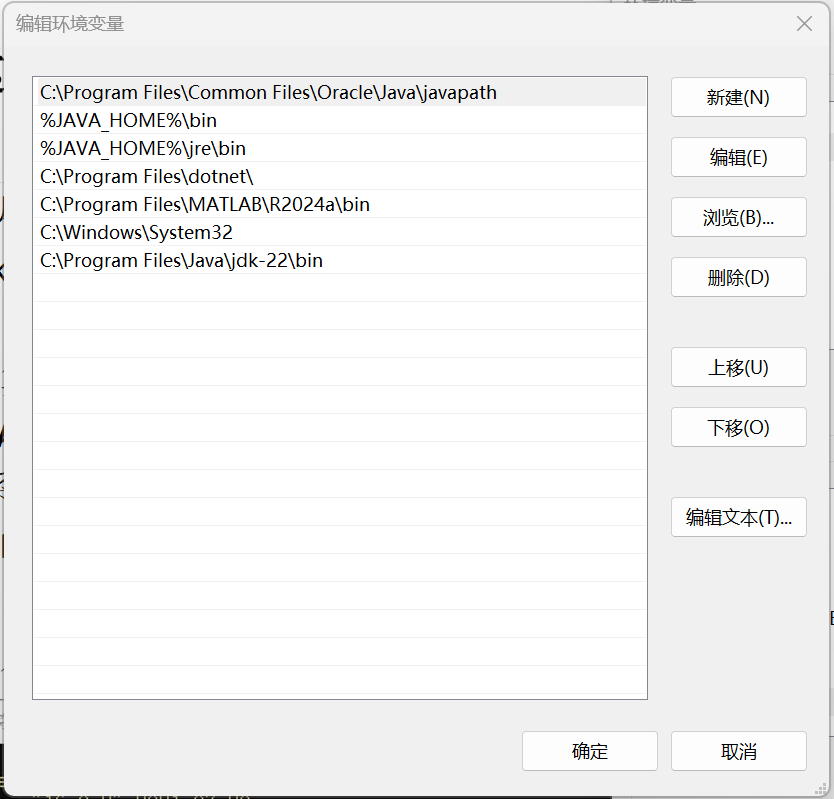 编辑环境变量
C:\Program Files\Common Files\Oracle\Java\javapath
%JAVA_HOME%\bin
%JAVA_HOME%\jre\bin
C:\Program Files\dotnet\
C:\Program Files\MATLAB\R2024a\bin
C:\Windows\System32
C:\Program Files\Java\jdk-22\bin
新建(N)
编辑(E)
浏览(B)...
删除(D)
上移(U)
下移(O)
编辑文本(T)...
确定
取消